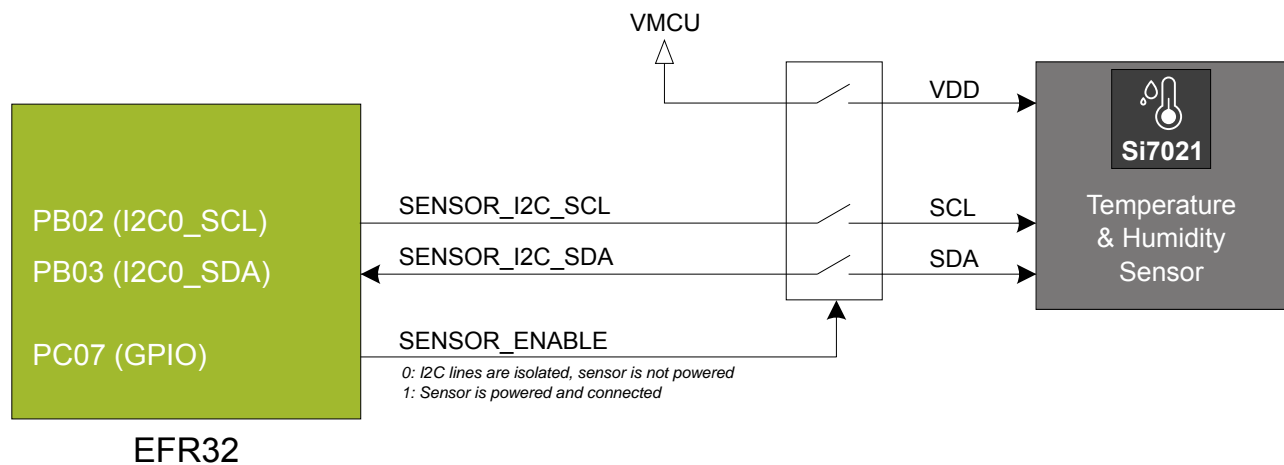 VMCU
VDD
Si7021
PB02 (I2C0_SCL)
SENSOR_I2C_SCL
SCL
Temperature
& Humidity
Sensor
PB03 (I2C0_SDA)
SENSOR_I2C_SDA
SDA
PC07 (GPIO)
SENSOR_ENABLE
0: I2C lines are isolated, sensor is not powered
1: Sensor is powered and connected
EFR32